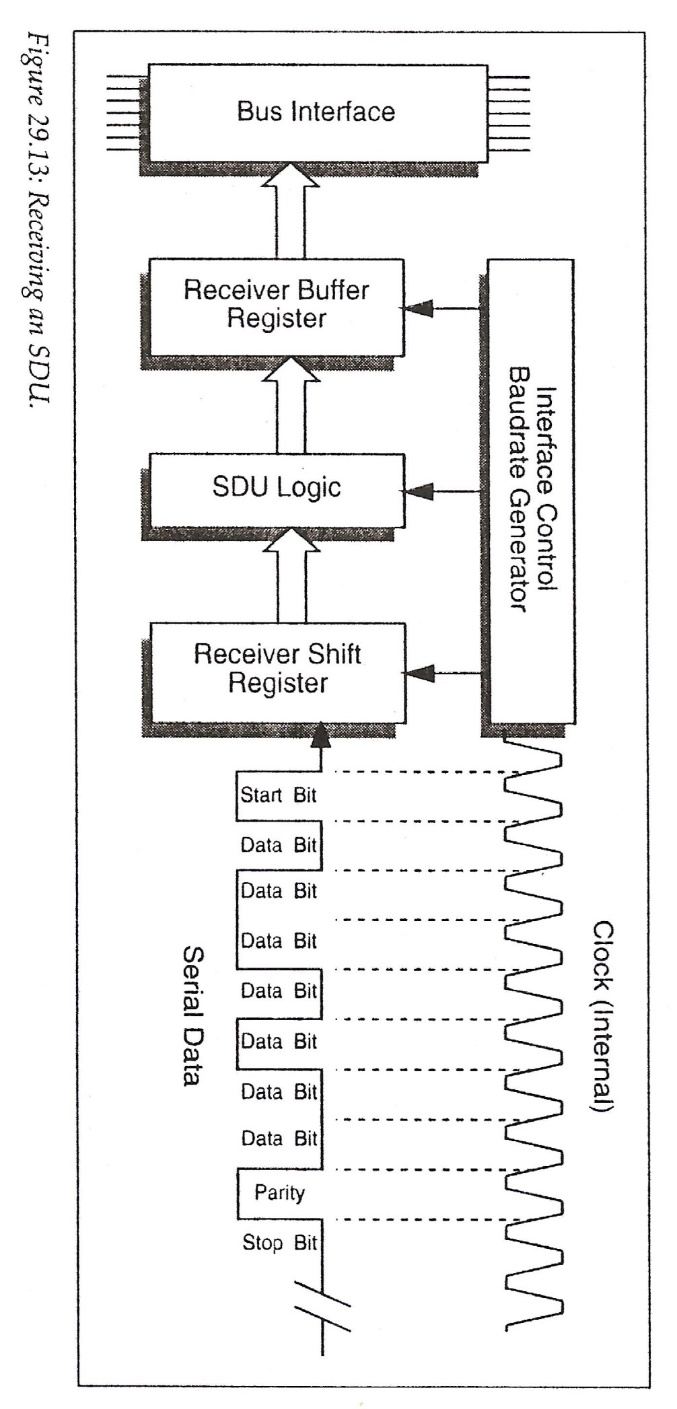 Bus Interface
Receiver Buffer
Register
SDU Logic
Receiver Shift
Register
Interface Control
Baudrate Generator
Start Bit
Data Bit
Data Bit
Data Bit
Data Bit
Data Bit
Data Bit
Data Bit
Parity
Stop Bit
Serial Data
Clock (Internal)
Figure 29.13: Receiving an SDU.